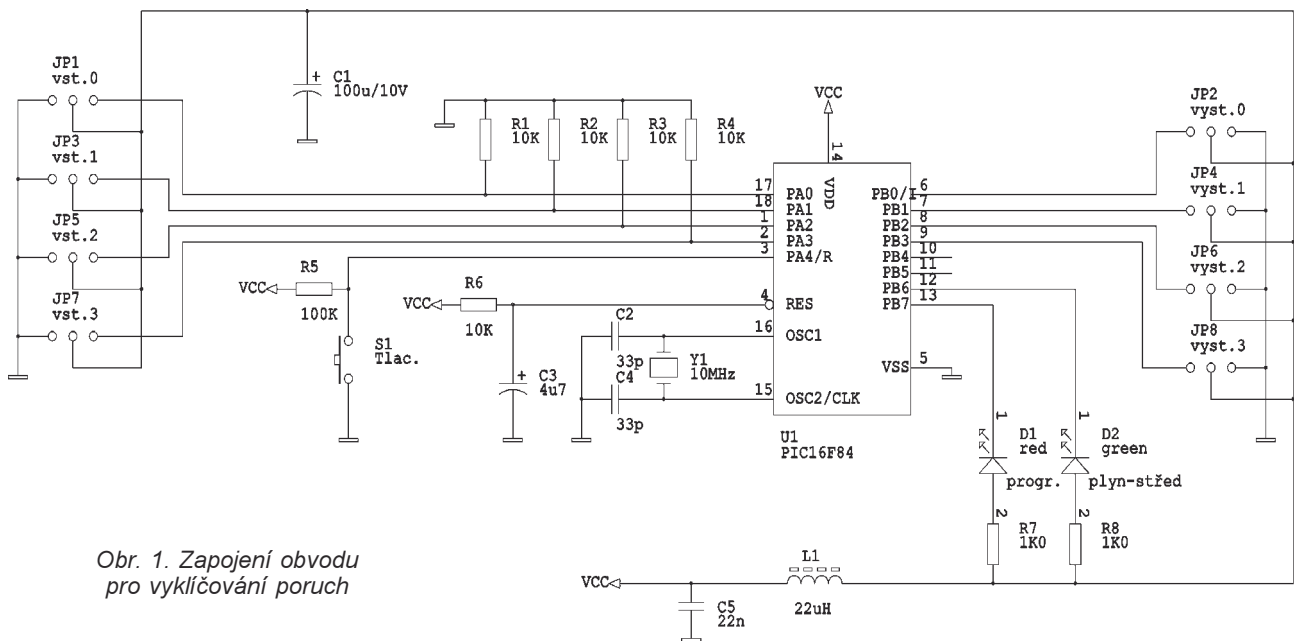 JP1
vst.0
JP3
vst.1
JP5
vst.2
JP7
vst.3
C1
100u/10V
R1
10K
R2
10K
R3
10K
R4
10K
VCC
14
VDD
17
PA0
18
PA1
1
PA2
2
PA3
3
PA4/R
4
RES
16
OSC1
15
OSC2/CLK
PB0/I
6
PB1
7
PB2
8
PB3
9
PB4
10
PB5
11
PB6
12
PB7
13
VSS
5
U1
PIC16F84
JP2
vyst.0
JP4
vyst.1
JP6
vyst.2
JP8
vyst.3
VCC
R5
100K
S1
Tlac.
VCC
R6
10K
C3
4u7
C2
33p
C4
33p
Y1
10MHz
1
D1
red
progr.
2
R7
1K0
1
D2
green
plyn-střed
2
R8
1K0
VCC
L1
22uH
C5
22n
+
+
Obr. 1. Zapojení obvodu
pro vyklíčování poruch